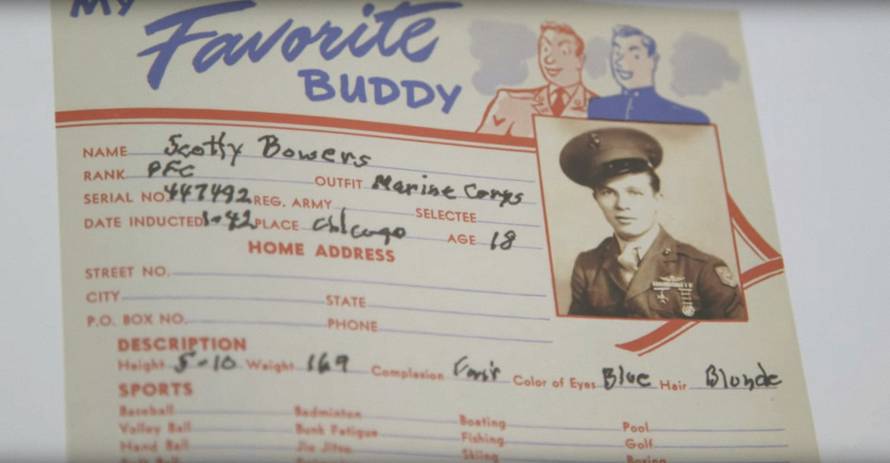 My
Favorite
BUDDY
NAME Scotty Bowers
RANK PFC OUTFIT Marine Corps
SERIAL NO. 447492 REG. ARMY SELECTEE
DATE INDUCTED 1-42 PLACE Chicago AGE 18
HOME ADDRESS
STREET NO.
CITY STATE
P.O. BOX NO. PHONE
DESCRIPTION
Height 5-10 Weight 169 Complexion Fair Color of Eyes Blue Hair Blonde
SPORTS
Baseball Badminton Boating Pool
Volley Ball Bunk Fatigue Fishing Golf
Hand Ball Jiu Jitsu Skiing Boxing